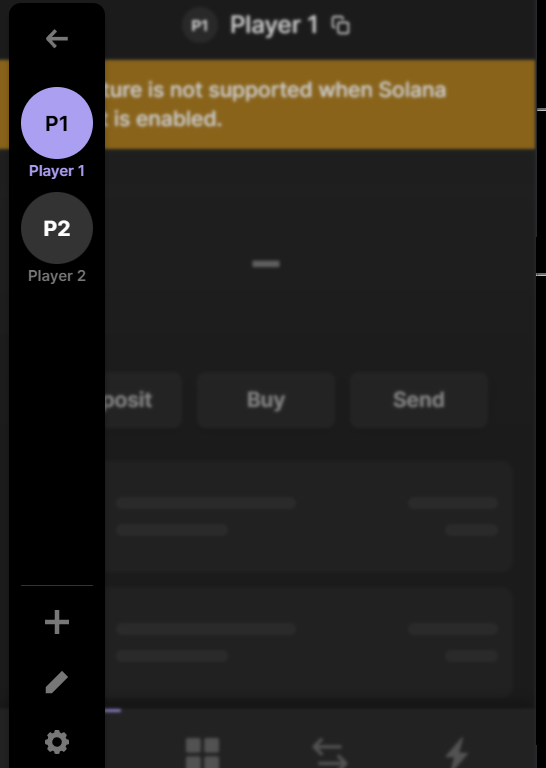 P1 Player 1
ture is not supported when Solana
t is enabled.
P1
Player 1
P2
Player 2
posit Buy Send